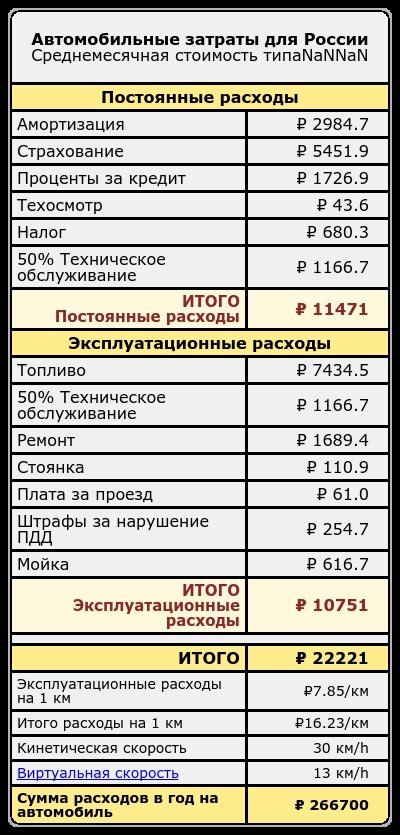 Автомобильные затраты для России
Среднемесячная стоимость типаNaNNaN
Постоянные расходы
Амортизация ₽ 2984.7
Страхование ₽ 5451.9
Проценты за кредит ₽ 1726.9
Техосмотр ₽ 43.6
Налог ₽ 680.3
50% Техническое
обслуживание ₽ 1166.7
ИТОГО
Постоянные расходы ₽ 11471
Эксплуатационные расходы
Топливо ₽ 7434.5
50% Техническое
обслуживание ₽ 1166.7
Ремонт ₽ 1689.4
Стоянка ₽ 110.9
Плата за проезд ₽ 61.0
Штрафы за нарушение
ПДД ₽ 254.7
Мойка ₽ 616.7
ИТОГО
Эксплуатационные
расходы ₽ 10751
ИТОГО ₽ 22221
Эксплуатационные расходы
на 1 км ₽7.85/км
Итого расходы на 1 км ₽16.23/км
Кинетическая скорость 30 км/h
Виртуальная скорость 13 км/h
Сумма расходов в год на
автомобиль ₽ 266700